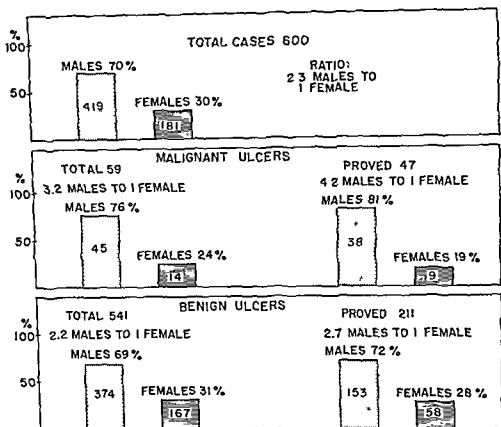 %
100
50
TOTAL CASES 600
MALES 70%
RATIO:
2 3 MALES TO
1 FEMALE
419
FEMALES 30%
181
MALIGNANT ULCERS
%
100
50
TOTAL 59
3.2 MALES TO 1 FEMALE
MALES 76%
45
FEMALES 24%
14
PROVED 47
4 2 MALES TO 1 FEMALE
MALES 81%
38
FEMALES 19%
9
BENIGN ULCERS
%
100
50
TOTAL 541
2.2 MALES TO 1 FEMALE
MALES 69%
374
FEMALES 31%
167
PROVED 211
2.7 MALES TO 1 FEMALE
MALES 72%
153
FEMALES 28%
58